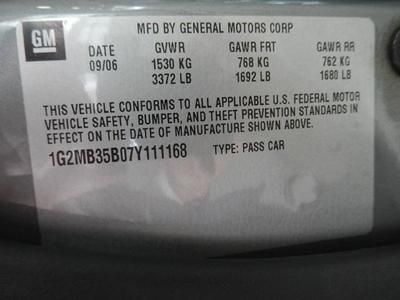 GM
MFD BY GENERAL MOTORS CORP
DATE GVWR GAWR FRT GAWR RR
09/06 1530 KG 768 KG 762 KG
3372 LB 1692 LB 1680 LB
THIS VEHICLE CONFORMS TO ALL APPLICABLE U.S. FEDERAL MOTOR
VEHICLE SAFETY, BUMPER, AND THEFT PREVENTION STANDARDS IN
EFFECT ON THE DATE OF MANUFACTURE SHOWN ABOVE.
1G2MB35B07Y111168 TYPE: PASS CAR